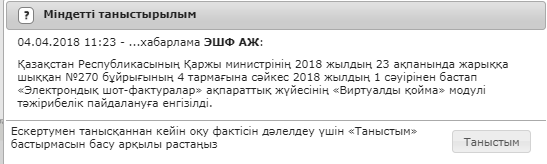 Міндетті таныстырылым
04.04.2018 11:23 - ...хабарлама ЭШФ АЖ:
Қазақстан Республикасының Қаржы министрінің 2018 жылдың 23 ақпанында жарыққа
шыққан №270 бұйрығының 4 тармағына сәйкес 2018 жылдың 1 сәуірінен бастап
«Электрондық шот-фактуралар» ақпараттық жүйесінің «Виртуалды қойма» модулі
тәжірибелік пайдалануға енгізілді.
Ескертумен танысқаннан кейін оқу фактісін дәлелдеу үшін «Таныстым»
бастырмасын басу арқылы растаңыз
Таныстым